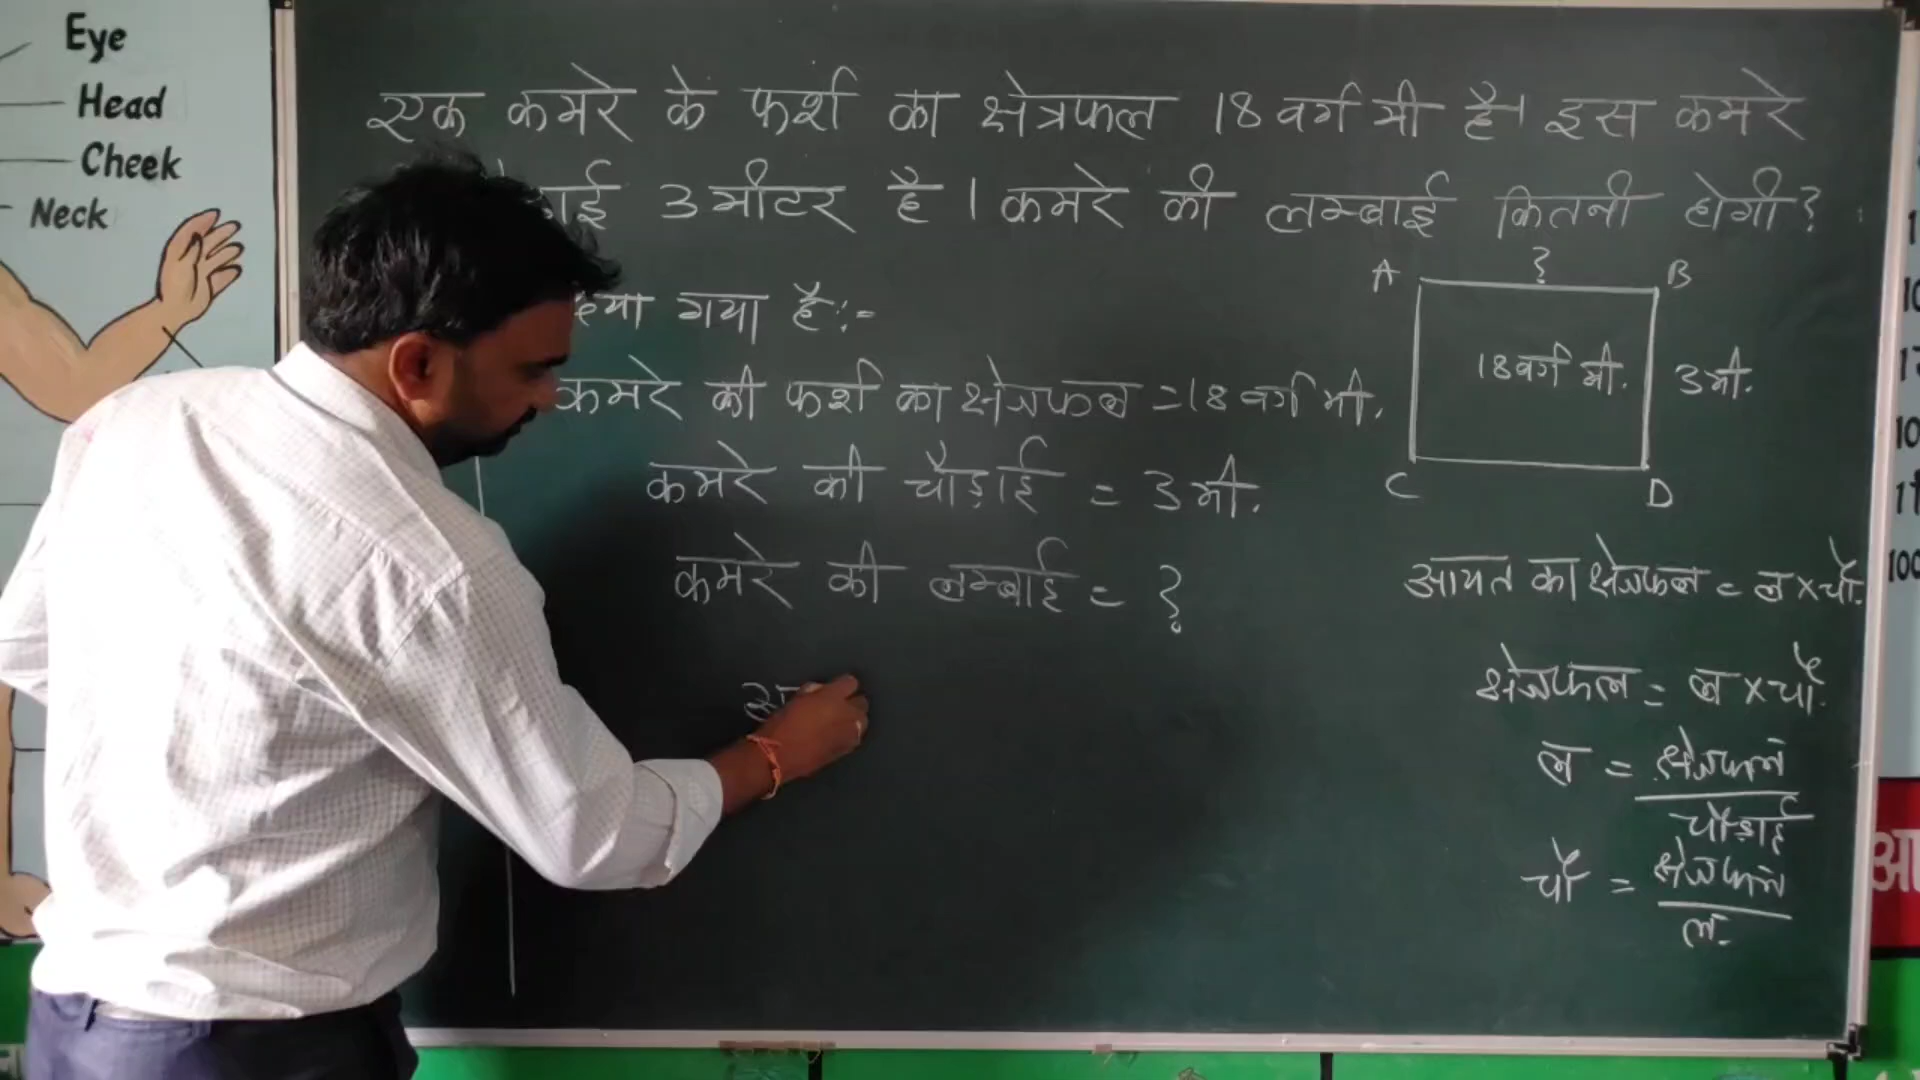 Eye
Head
Cheek
Neck
एक कमरे के फर्श का क्षेत्रफल 18 वर्ग मी है। इस कमरे
3 मीटर है । कमरे की लम्बाई कितनी होगी ?
गया है :-
कमरे की फर्श का क्षेत्रफल = 18 वर्ग मी.
कमरे की चौड़ाई = 3 मी.
कमरे की लम्बाई = ?
A ? B
18 वर्ग मी. 3 मी.
C D
आयत का क्षेत्रफल = ल × चौ.
क्षेत्रफल = ल × चौ.
ल = क्षेत्रफल
चौड़ाई
चौ = क्षेत्रफल
ल.